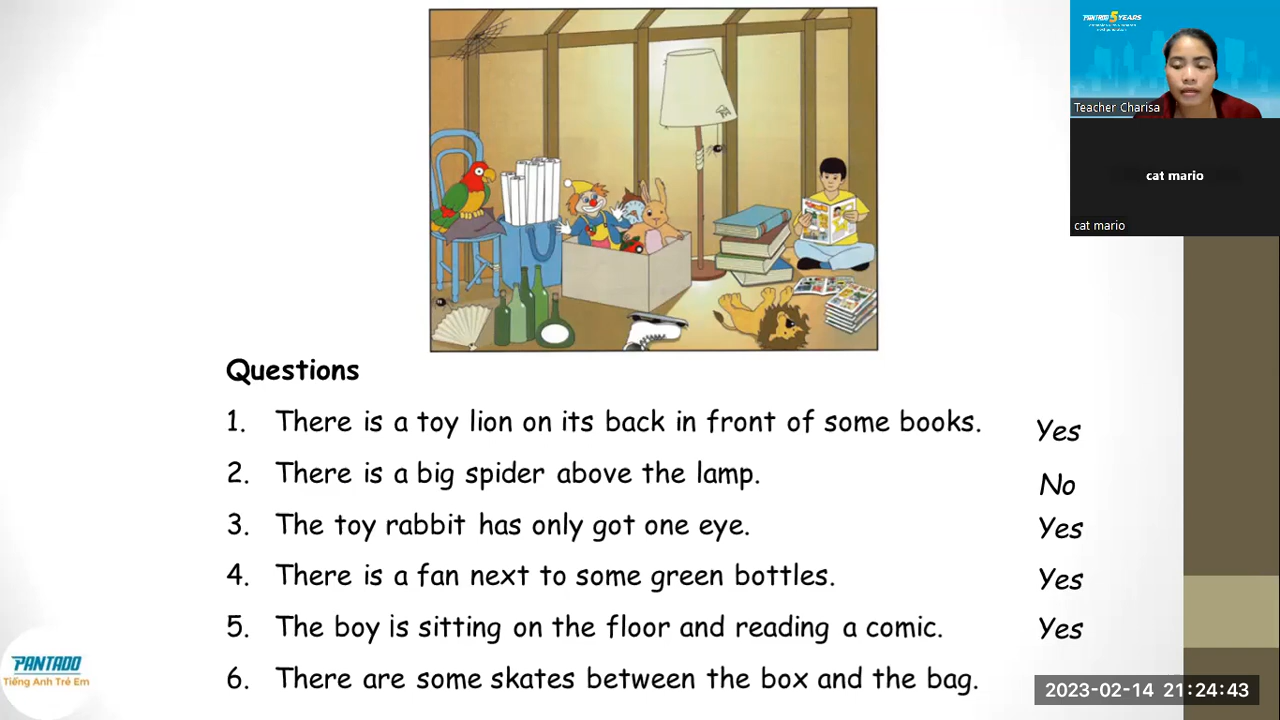 PANTADO 5 YEARS
Teacher Charisa
cat mario
cat mario
Questions
1. There is a toy lion on its back in front of some books. Yes
2. There is a big spider above the lamp. No
3. The toy rabbit has only got one eye. Yes
4. There is a fan next to some green bottles. Yes
5. The boy is sitting on the floor and reading a comic. Yes
6. There are some skates between the box and the bag.
PANTADO
Tiếng Anh Trẻ Em
2023-02-14 21:24:43